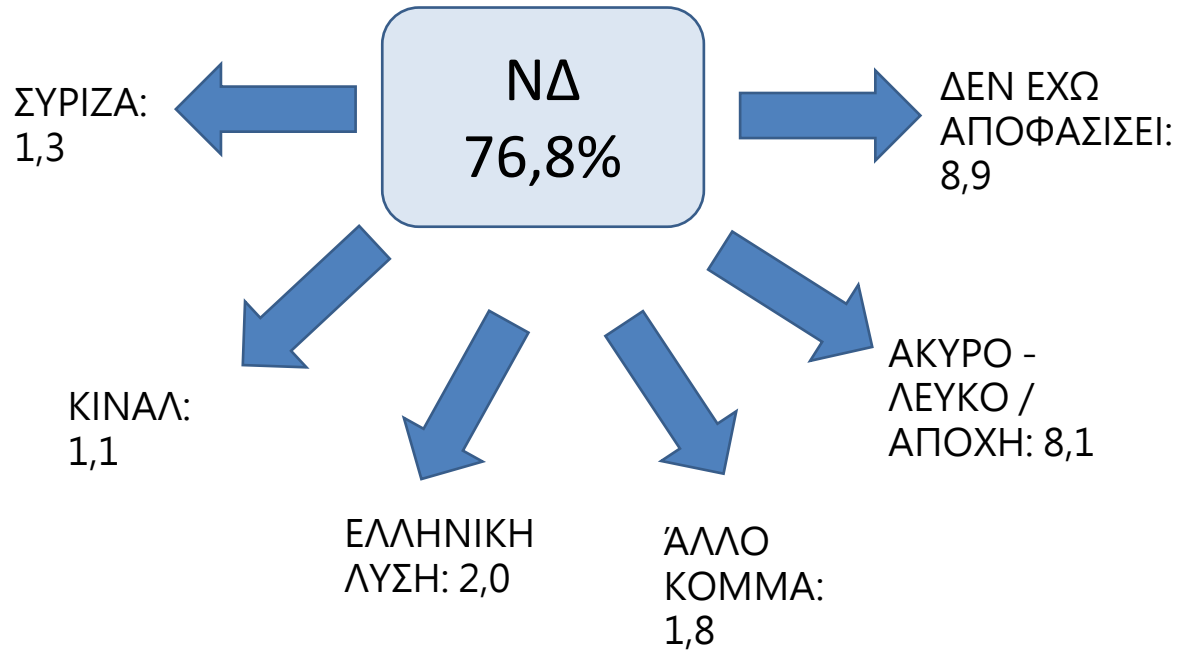 ΝΔ
76,8%
ΣΥΡΙΖΑ:
1,3
ΔΕΝ ΕΧΩ
ΑΠΟΦΑΣΙΣΕΙ:
8,9
ΚΙΝΑΛ:
1,1
ΕΛΛΗΝΙΚΗ
ΛΥΣΗ: 2,0
ΆΛΛΟ
ΚΟΜΜΑ:
1,8
ΑΚΥΡΟ -
ΛΕΥΚΟ /
ΑΠΟΧΗ: 8,1